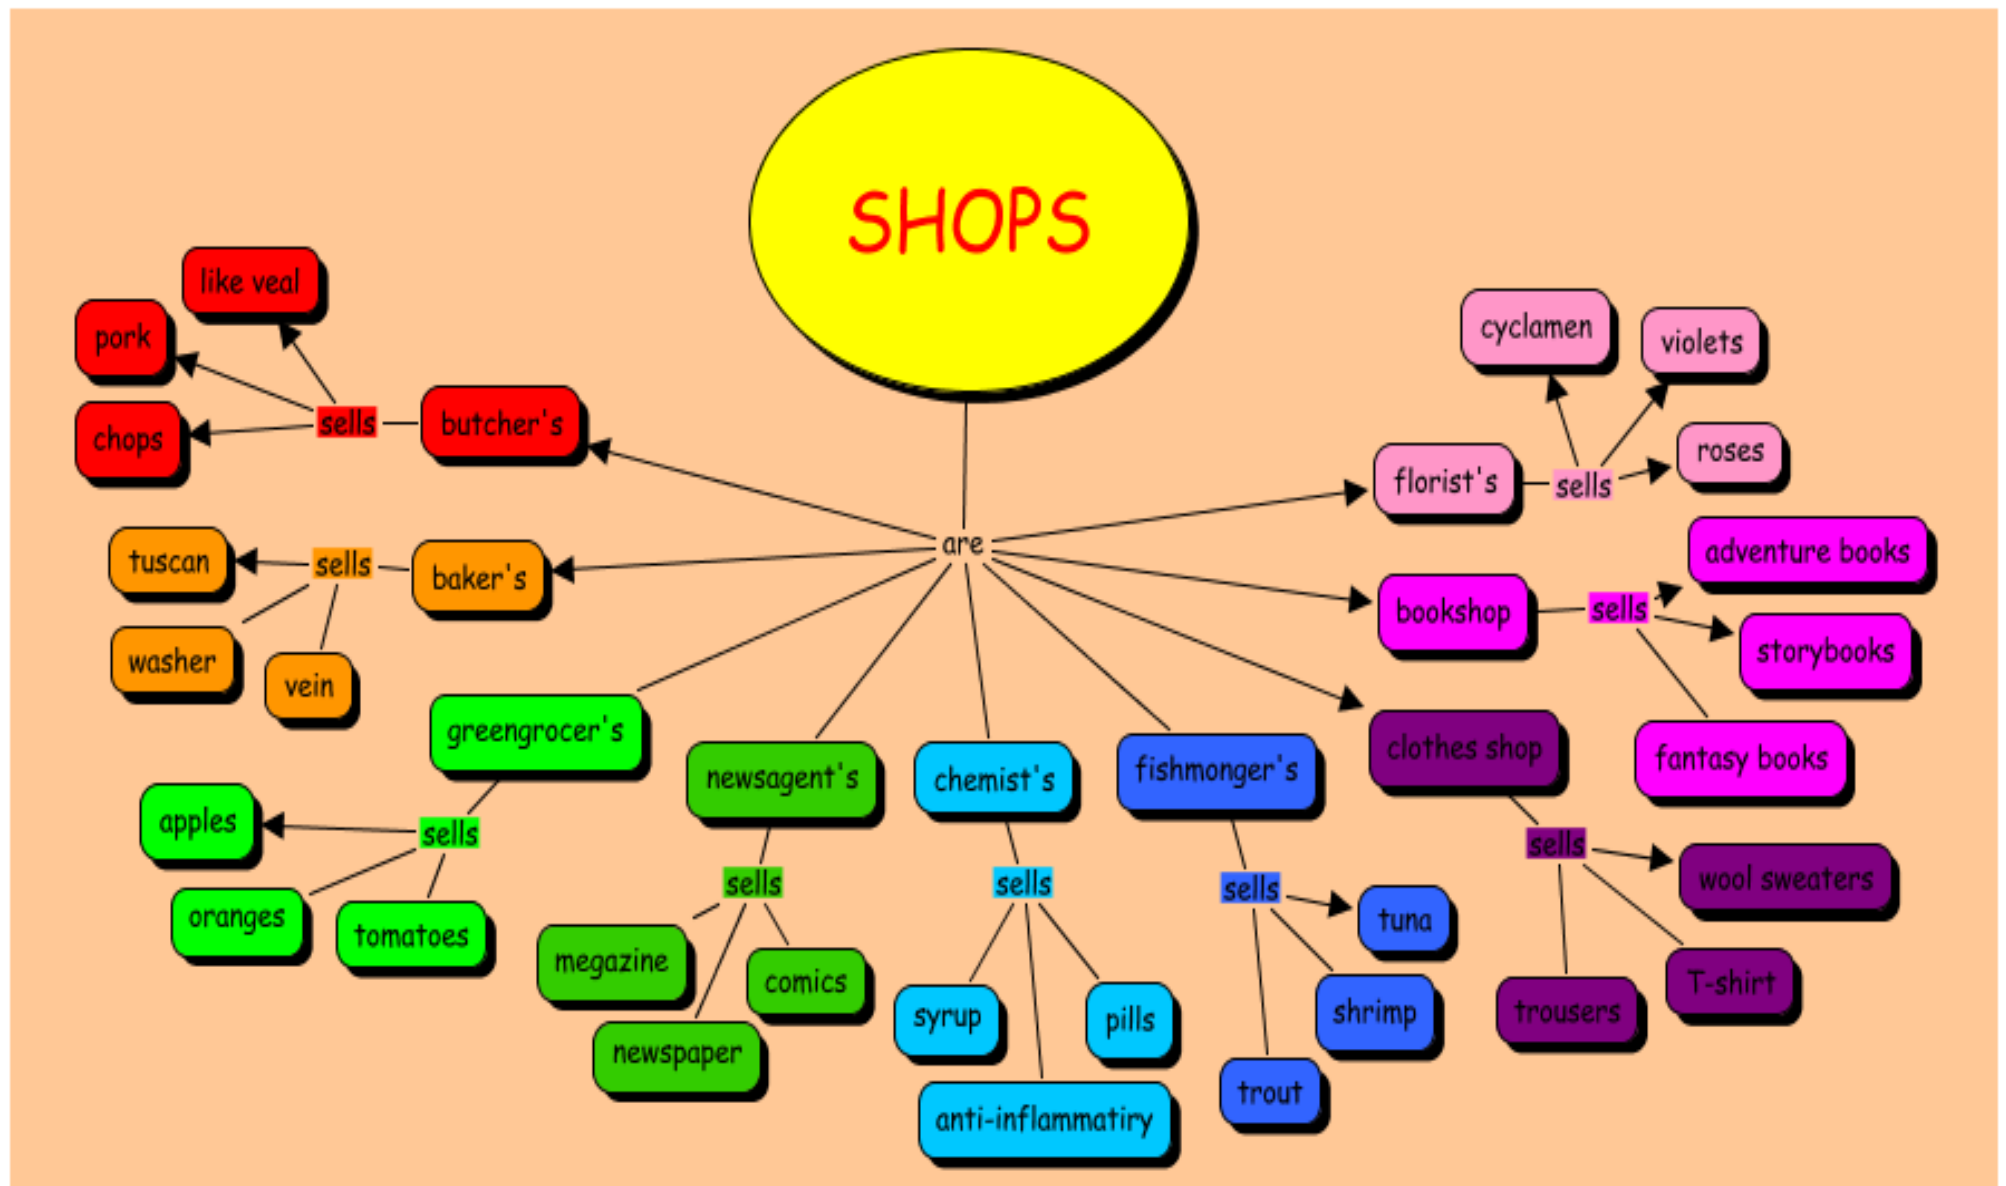 SHOPS
are
butcher's
sells
like veal
pork
chops
baker's
sells
tuscan
washer
vein
greengrocer's
sells
apples
oranges
tomatoes
newsagent's
sells
megazine
newspaper
comics
chemist's
sells
syrup
anti-inflammatiry
pills
fishmonger's
sells
tuna
shrimp
trout
clothes shop
sells
wool sweaters
T-shirt
trousers
bookshop
sells
adventure books
storybooks
fantasy books
florist's
sells
cyclamen
violets
roses